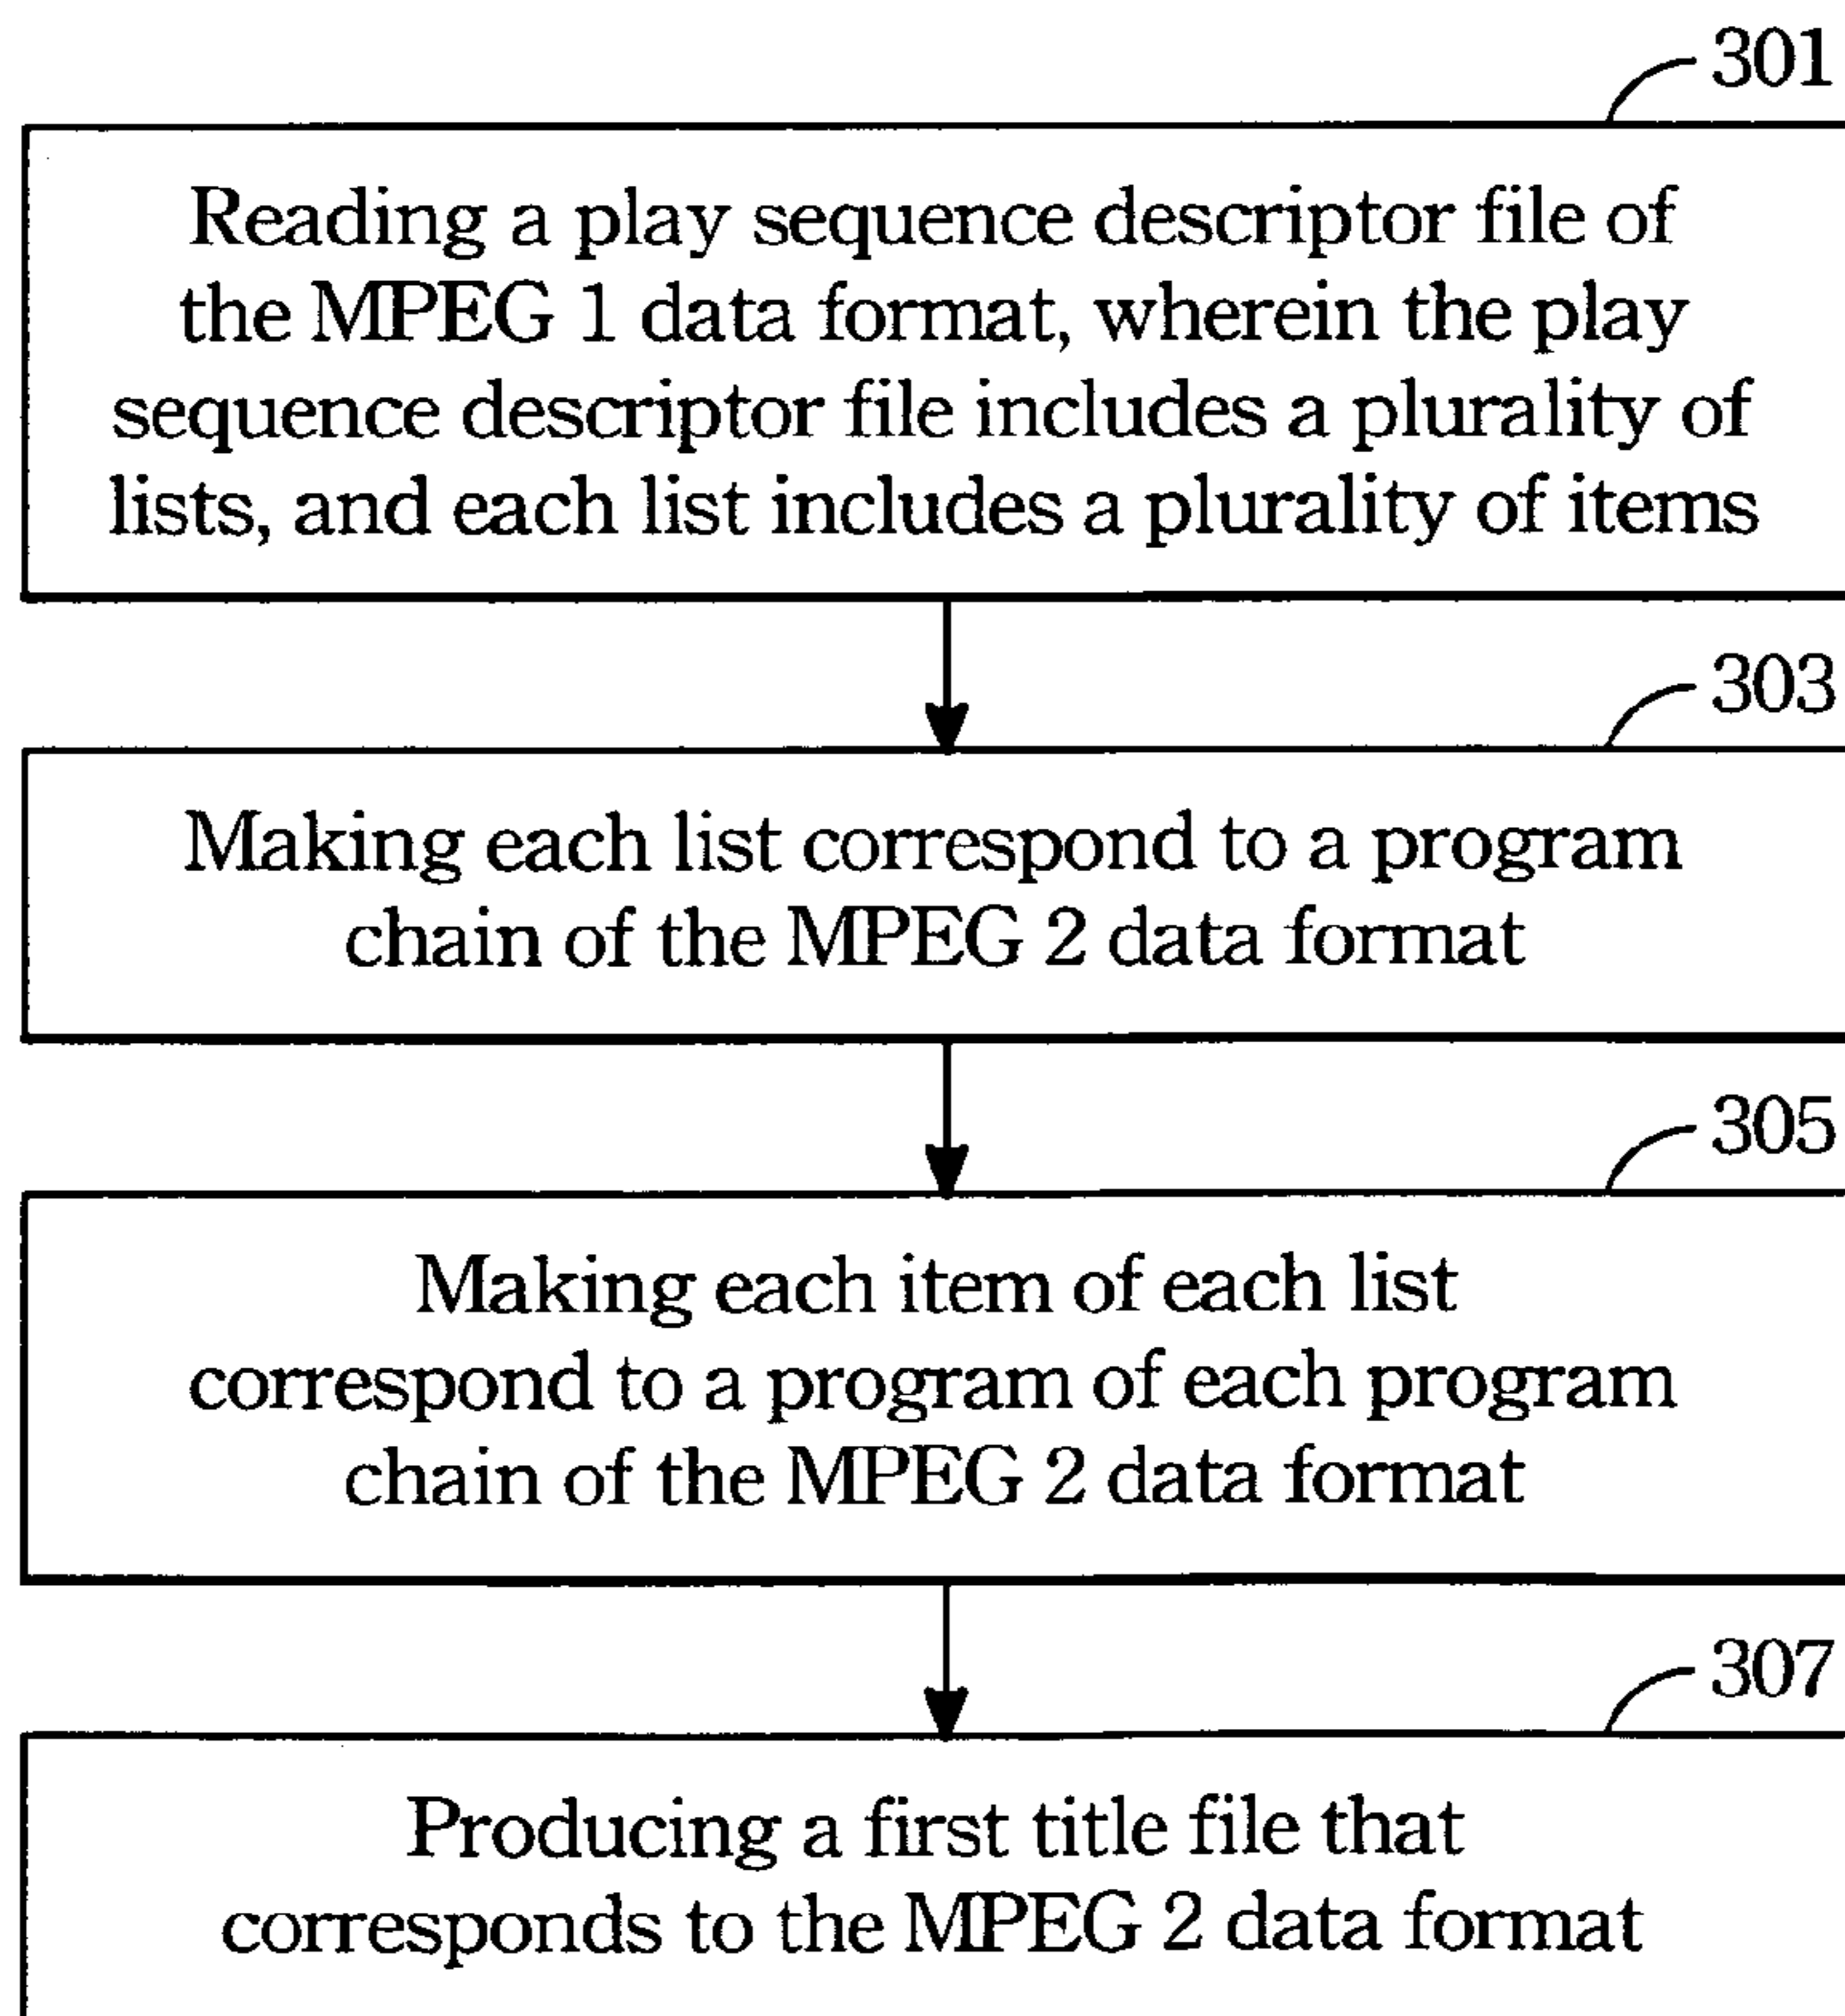 301
Reading a play sequence descriptor file of
the MPEG 1 data format, wherein the play
sequence descriptor file includes a plurality of
lists, and each list includes a plurality of items
303
Making each list correspond to a program
chain of the MPEG 2 data format
305
Making each item of each list
correspond to a program of each program
chain of the MPEG 2 data format
307
Producing a first title file that
corresponds to the MPEG 2 data format